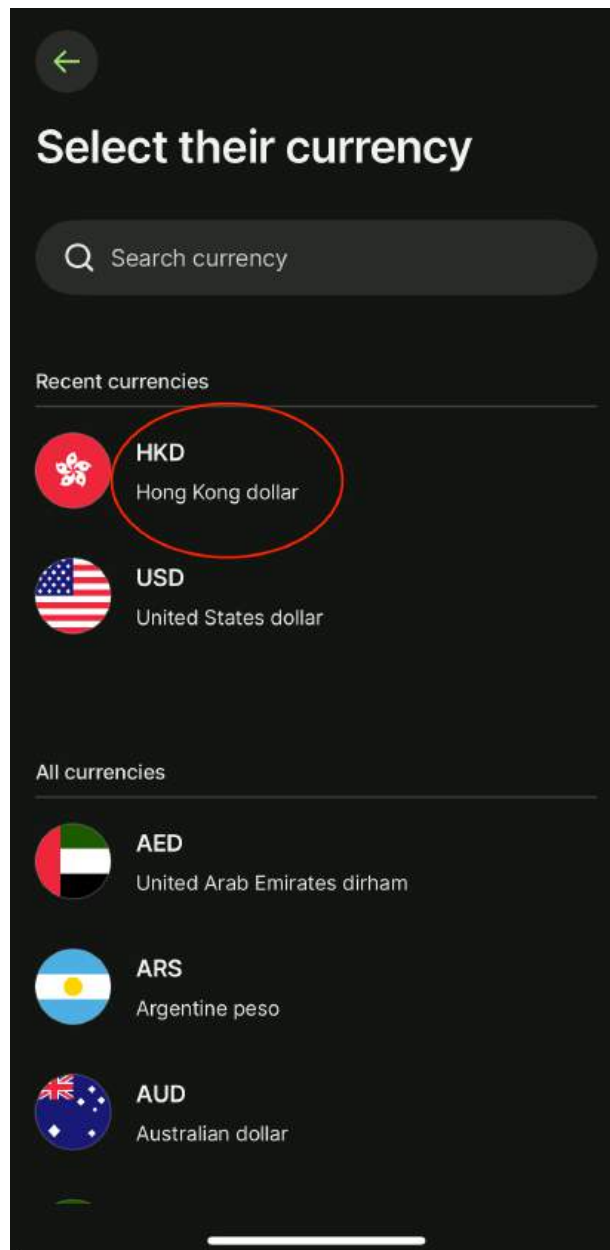 Select their currency
Search currency
Recent currencies
HKD
Hong Kong dollar
USD
United States dollar
All currencies
AED
United Arab Emirates dirham
ARS
Argentine peso
AUD
Australian dollar